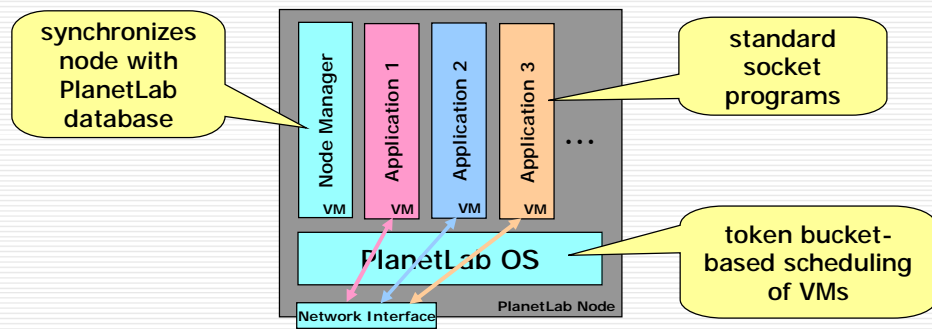 synchronizes
node with
PlanetLab
database
Node Manager
VM
Application 1
VM
Application 2
VM
Application 3
VM
...
standard
socket
programs
PlanetLab OS
token bucket-
based scheduling
of VMs
Network Interface
PlanetLab Node